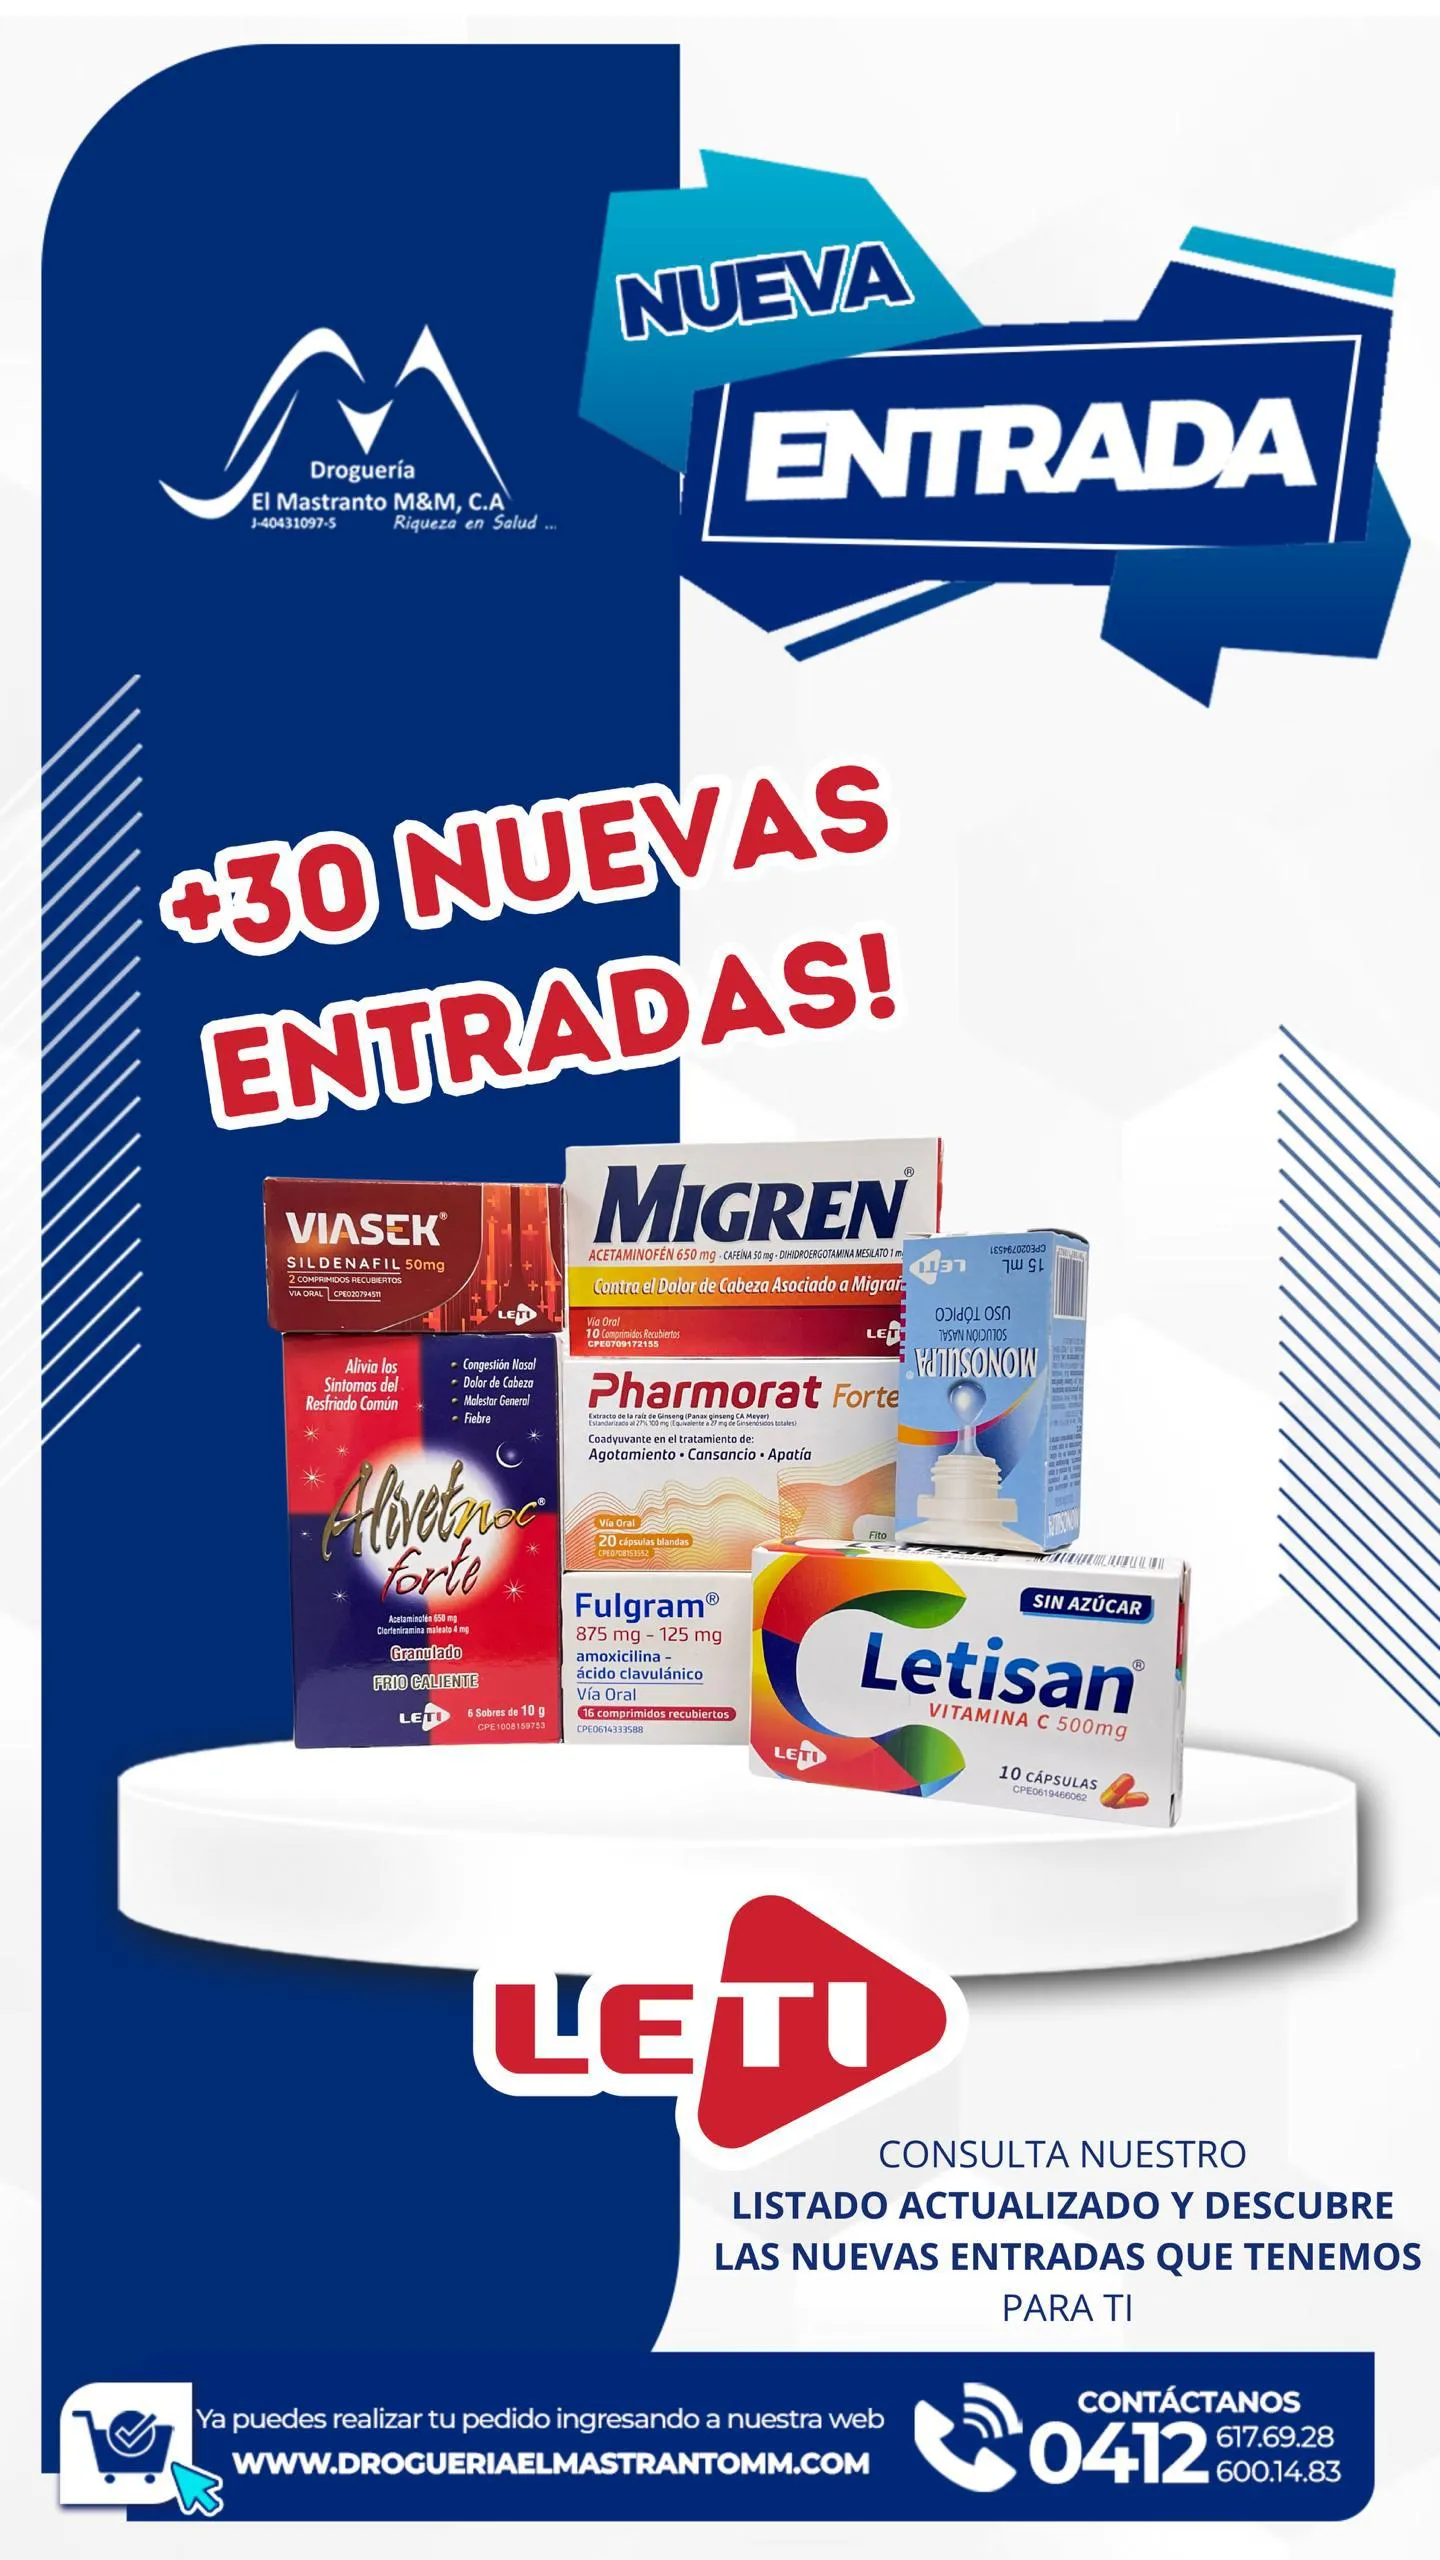 NUEVA
ENTRADA
Droguería
El Mastranto M&M, C.A
J-40431097-5 Riqueza en Salud ...
+30 NUEVAS
ENTRADAS!
VIASEK®
SILDENAFIL 50mg
2 COMPRIMIDOS RECUBIERTOS
VIA ORAL CPE020794511
LETI
MIGREN®
ACETAMINOFÉN 650 mg - CAFEÍNA 50 mg - DIHIDROERGOTAMINA MESILATO 1 m
Contra el Dolor de Cabeza Asociado a Migrañ
Vía Oral
10 Comprimidos Recubiertos
CPE0709172155
LET
LETI
15 mL
CPE020794531
USO TÓPICO
SOLUCIÓN NASAL
MONOSULPA®
MONOSULPA
Alivia los
Síntomas del
Resfriado Común
• Congestión Nasal
• Dolor de Cabeza
• Malestar General
• Fiebre
Alivetnoc®
forte
Acetaminofén 650 mg
Clorfeniramina maleato 4 mg
Granulado
FRIO CALIENTE
LETI
6 Sobres de 10 g
CPE1008159753
Pharmorat Forte
Extracto de la raíz de Ginseng (Panax ginseng CA Meyer)
Estandarizado al 27% 100 mg (Equivalente a 27 mg de Ginsenósidos totales)
Coadyuvante en el tratamiento de:
Agotamiento • Cansancio • Apatía
Vía Oral
20 cápsulas blandas
CPE0708153552
Fito
Fulgram®
875 mg - 125 mg
amoxicilina -
ácido clavulánico
Vía Oral
16 comprimidos recubiertos
CPE0614333588
SIN AZÚCAR
Letisan®
VITAMINA C 500mg
LETI
10 CÁPSULAS
CPE0619466062
LETI
CONSULTA NUESTRO
LISTADO ACTUALIZADO Y DESCUBRE
LAS NUEVAS ENTRADAS QUE TENEMOS
PARA TI
Ya puedes realizar tu pedido ingresando a nuestra web
WWW.DROGUERIAELMASTRANTOMM.COM
CONTÁCTANOS
0412 617.69.28
600.14.83